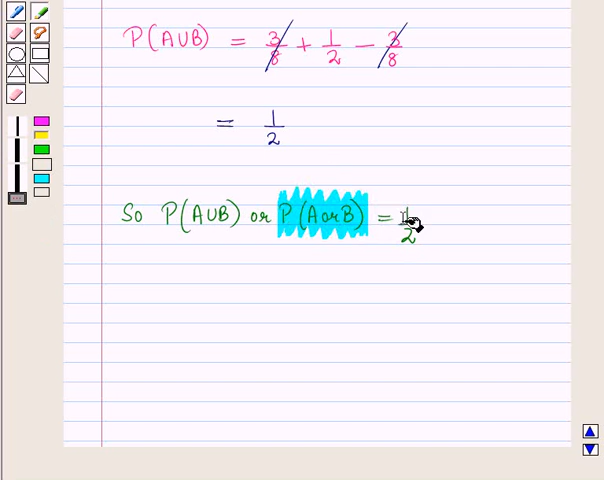 P(A∪B) = 3/8 + 1/2 - 3/8
= 1/2
So P(A∪B) or P(A or B) = 1/2